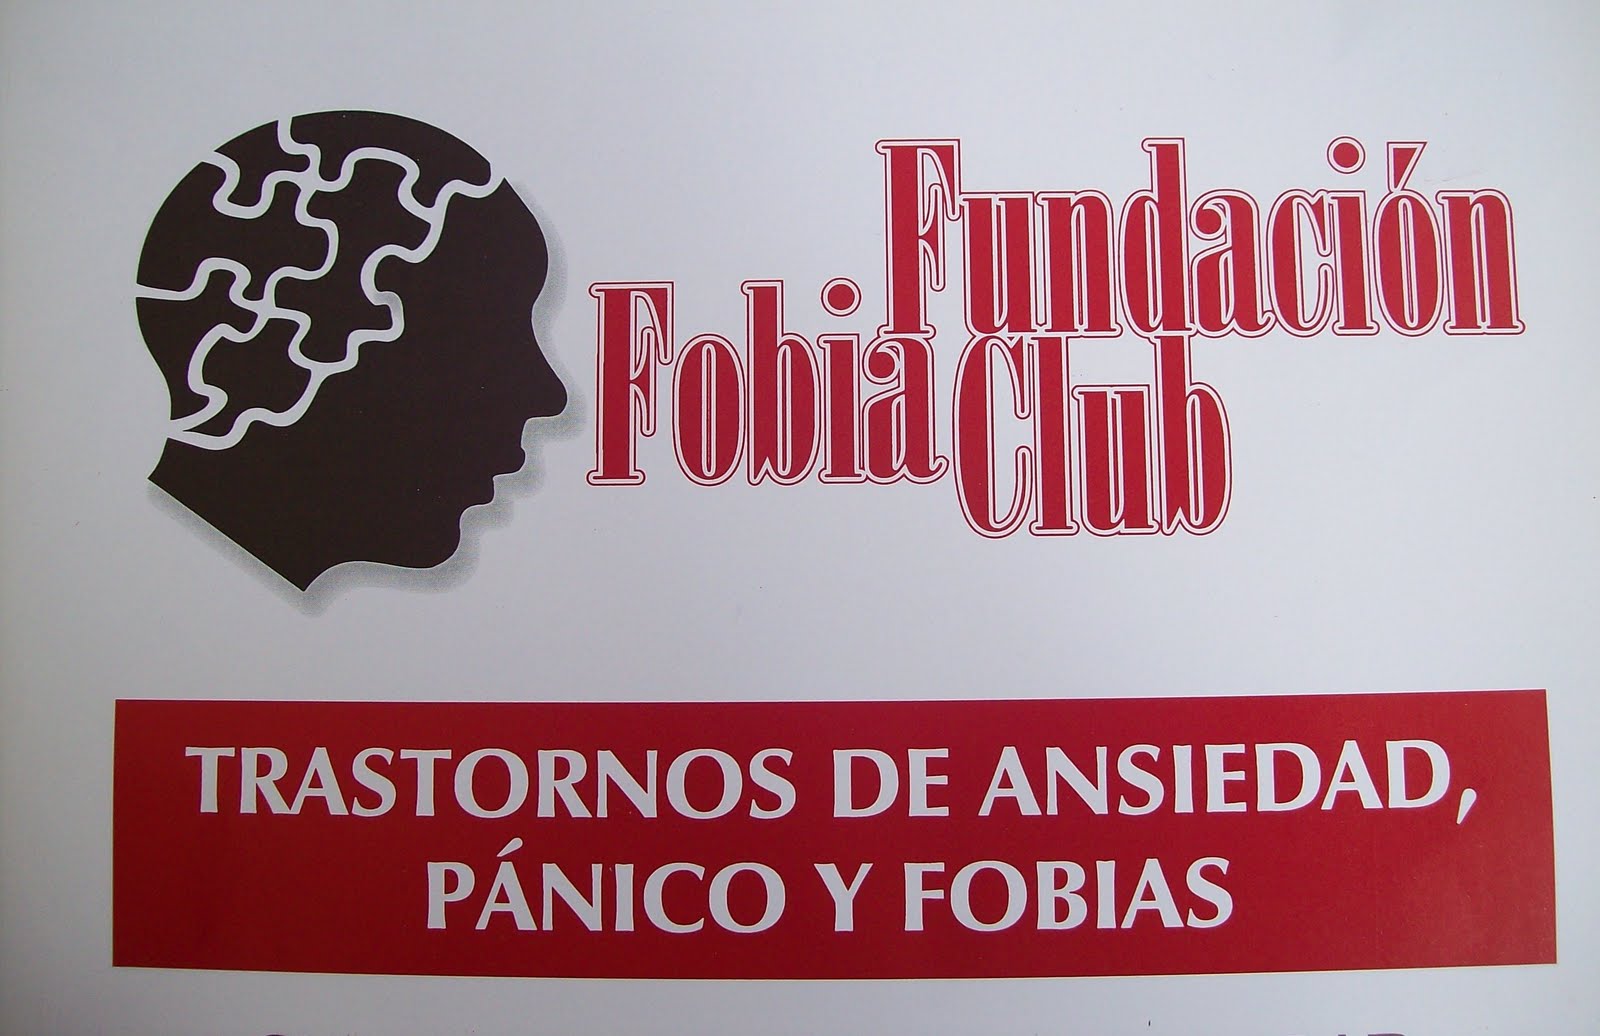 Fundación
Fobia Club
TRASTORNOS DE ANSIEDAD,
PÁNICO Y FOBIAS